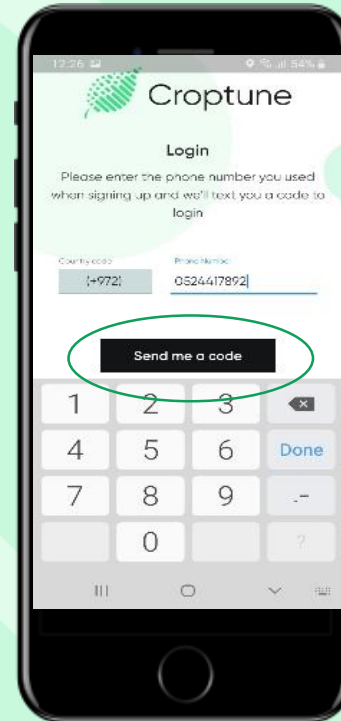 12:26 54%
Croptune
Login
Please enter the phone number you used
when signing up and we'll text you a code to
login
Country code Phone Number
(+972) 0524417892
Send me a code
1 2 3
4 5 6 Done
7 8 9 .-
0 ?